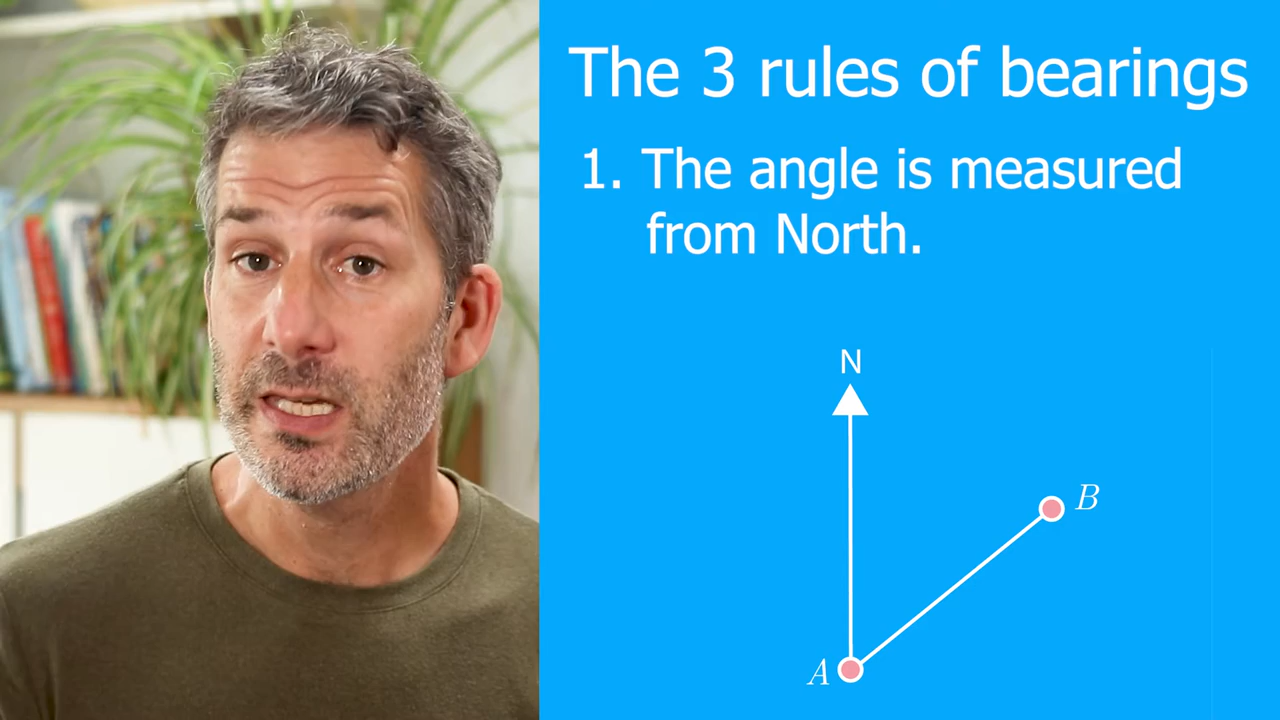 The 3 rules of bearings
1. The angle is measured
from North.
N
B
A